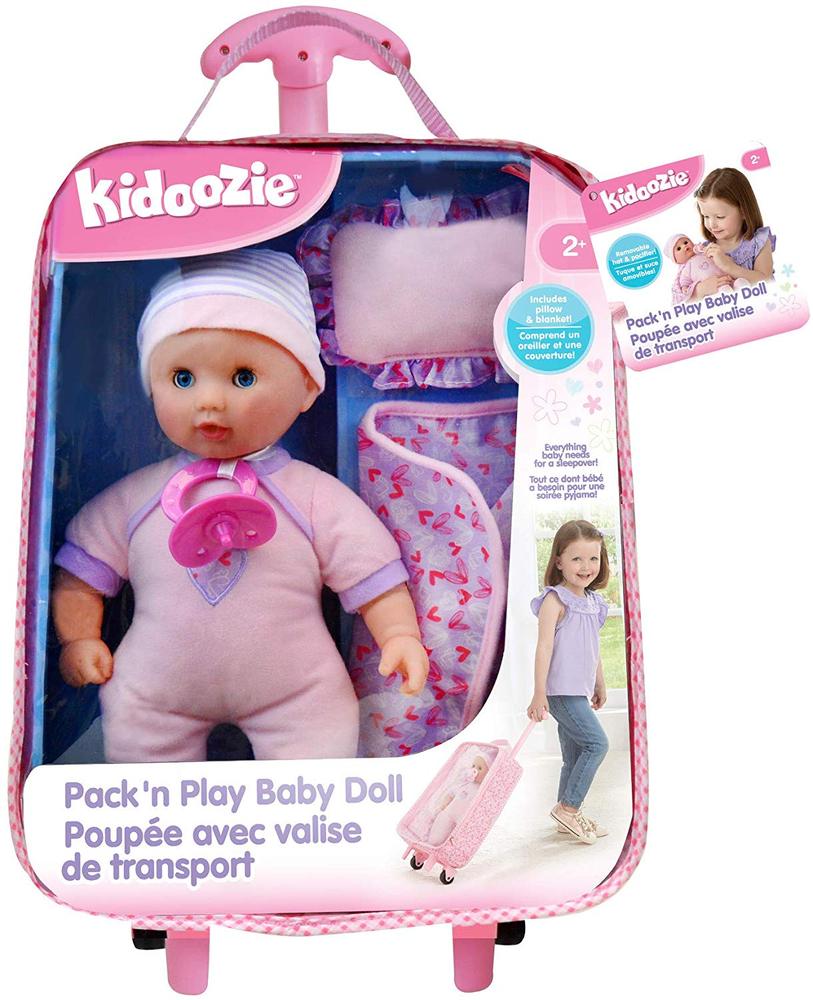 Kidoozie™
2+
Includes
pillow
& blanket!
Comprend un
oreiller et une
couverture!
Everything
baby needs
for a sleepover!
Tout ce dont bébé
a besoin pour une
soirée pyjama!
Pack'n Play Baby Doll
Poupée avec valise
de transport
Kidoozie
2+
Removable
hat & pacifier!
Tuque et suce
amovibles!
Pack'n Play Baby Doll
Poupée avec valise
de transport